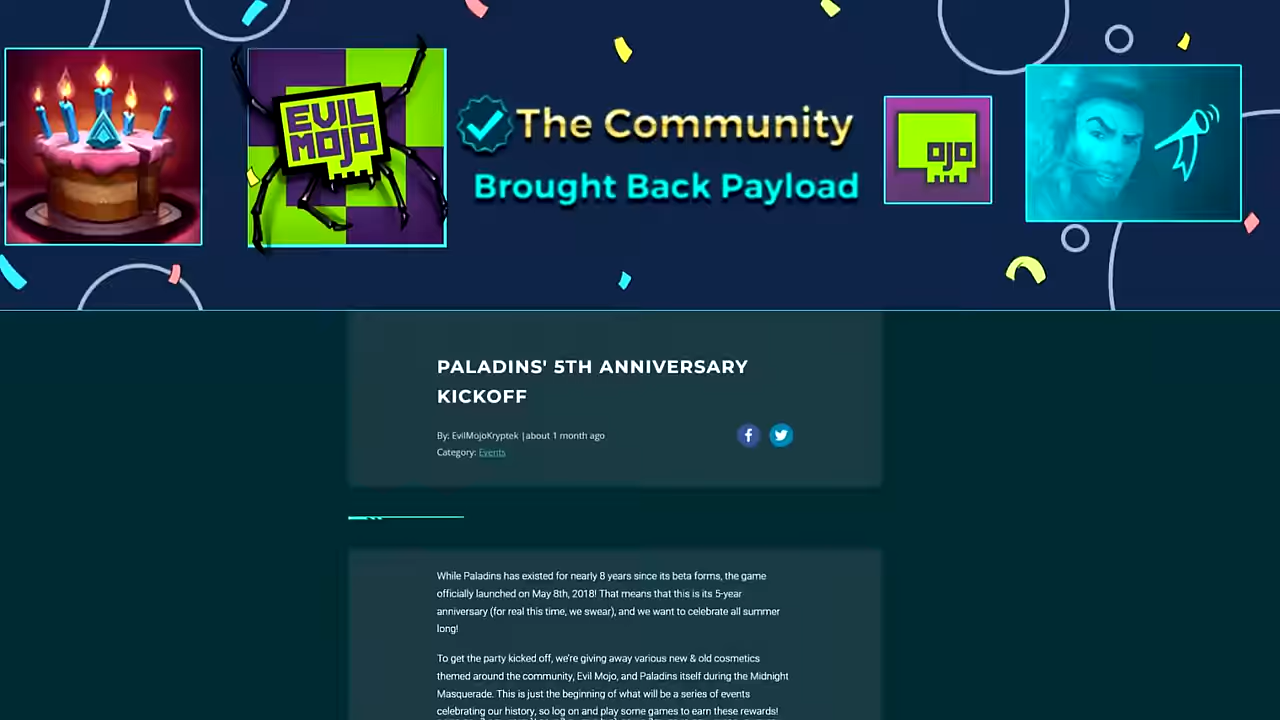 EVIL
MOJO
The Community
Brought Back Payload
OJO
PALADINS' 5TH ANNIVERSARY
KICKOFF
By: EvilMojoKryptek |about 1 month ago
Category: Events
While Paladins has existed for nearly 8 years since its beta forms, the game
officially launched on May 8th, 2018! That means that this is its 5-year
anniversary (for real this time, we swear), and we want to celebrate all summer
long!
To get the party kicked off, we're giving away various new & old cosmetics
themed around the community, Evil Mojo, and Paladins itself during the Midnight
Masquerade. This is just the beginning of what will be a series of events
celebrating our history, so log on and play some games to earn these rewards!